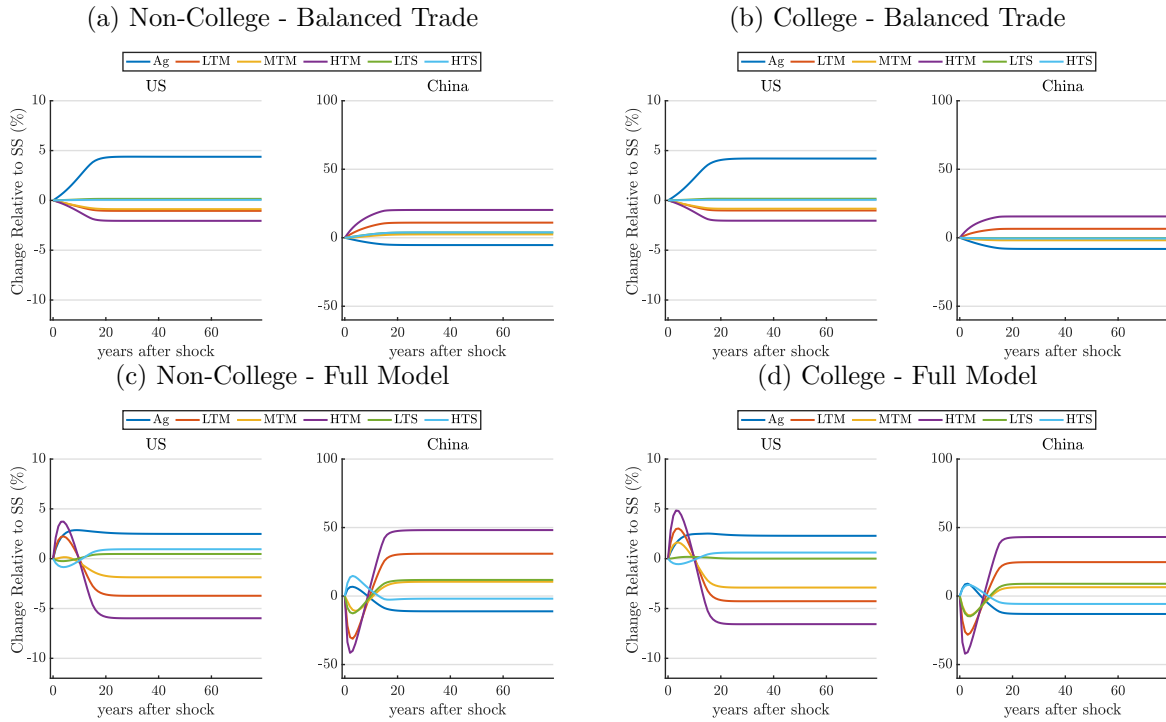 (a) Non-College - Balanced Trade
Ag LTM MTM HTM LTS HTS
US
China
Change Relative to SS (%)
10
5
0
-5
-10
0 20 40 60
years after shock
100
50
0
-50
0 20 40 60
years after shock
(b) College - Balanced Trade
Ag LTM MTM HTM LTS HTS
US
China
Change Relative to SS (%)
10
5
0
-5
-10
0 20 40 60
years after shock
100
50
0
-50
0 20 40 60
years after shock
(c) Non-College - Full Model
Ag LTM MTM HTM LTS HTS
US
China
Change Relative to SS (%)
10
5
0
-5
-10
0 20 40 60
years after shock
100
50
0
-50
0 20 40 60
years after shock
(d) College - Full Model
Ag LTM MTM HTM LTS HTS
US
China
Change Relative to SS (%)
10
5
0
-5
-10
0 20 40 60
years after shock
100
50
0
-50
0 20 40 60
years after shock